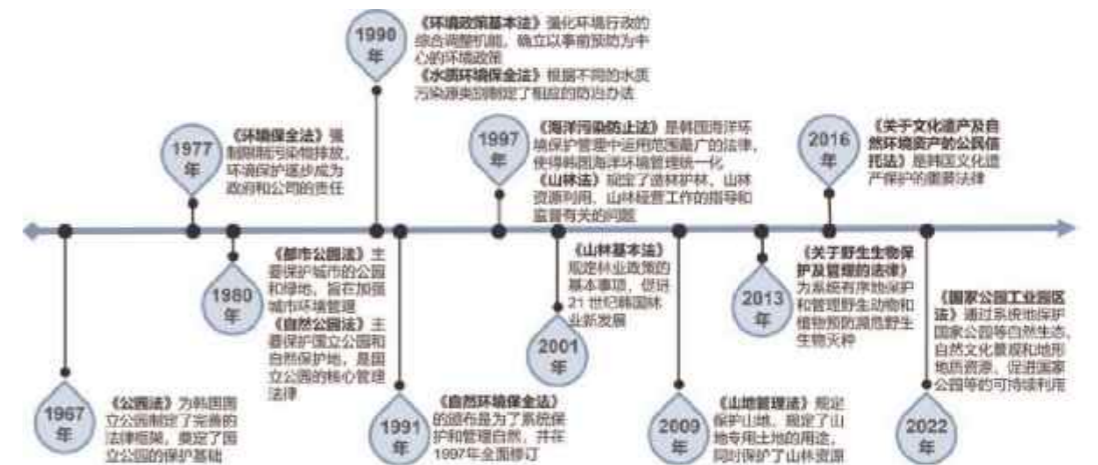 1990
年
《环境政策基本法》强化环境行政的
综合调整机能，确立以事前预防为中
心的环境政策
《水质环境保全法》根据不同的水质
污染源类别制定了相应的防治办法
1977
年
《环境保全法》强
制限制污染物排放，
环境保护逐步成为
政府和公司的责任
1997
年
《海洋污染防止法》是韩国海洋环
境保护管理中运用范围最广的法律，
使得韩国海洋环境管理统一化
《山林法》规定了造林护林、山林
资源利用、山林经营工作的指导和
监督有关的问题
2016
年
《关于文化遗产及自
然环境资产的公民信
托法》是韩国文化遗
产保护的重要法律
1967
年
《公园法》为韩国国
立公园制定了完善的
法律框架，奠定了国
立公园的保护基础
1980
年
《都市公园法》主
要保护城市的公园
和绿地，旨在加强
城市环境管理
《自然公园法》主
要保护国立公园和
自然保护地，是国
立公园的核心管理
法律
1991
年
《自然环境保全法》
的颁布是为了系统保
护和管理自然，并在
1997年全面修订
2001
年
《山林基本法》
规定林业政策的
基本事项，促进
21世纪韩国林
业新发展
2009
年
《山地管理法》规定
保护山地，规定了山
地专用土地的用途，
同时保护了山林资源
2013
年
《关于野生生物保
护及管理的法律》
为系统有序地保护
和管理野生动物和
植物预防濒危野生
生物灭种
2022
年
《国家公园工业园区
法》通过系统地保护
国家公园等自然生态、
自然文化景观和地形
地质资源，促进国家
公园等的可持续利用